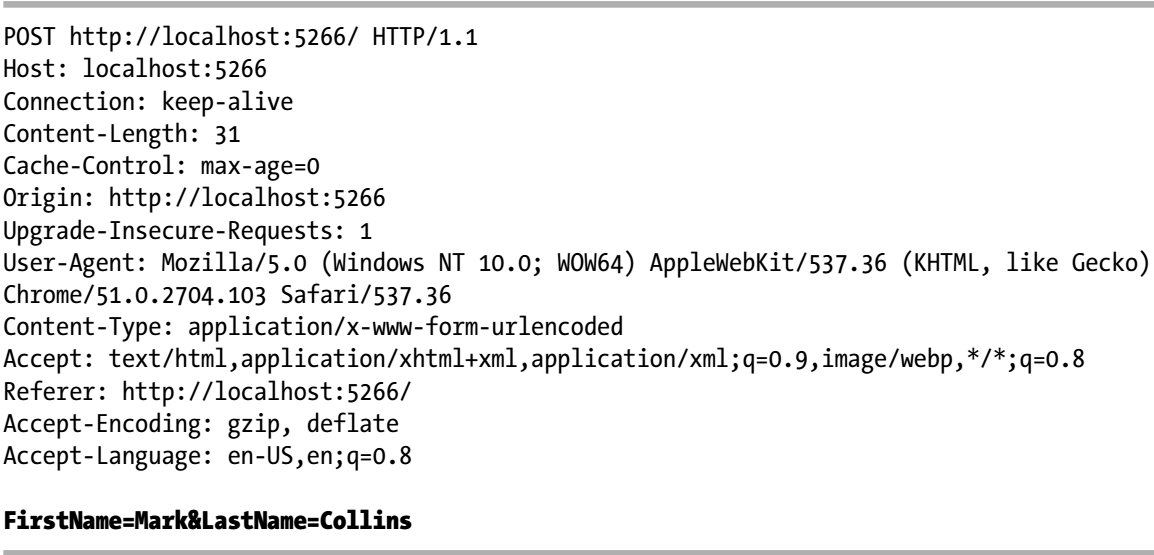 POST http://localhost:5266/ HTTP/1.1
Host: localhost:5266
Connection: keep-alive
Content-Length: 31
Cache-Control: max-age=0
Origin: http://localhost:5266
Upgrade-Insecure-Requests: 1
User-Agent: Mozilla/5.0 (Windows NT 10.0; WOW64) AppleWebKit/537.36 (KHTML, like Gecko)
Chrome/51.0.2704.103 Safari/537.36
Content-Type: application/x-www-form-urlencoded
Accept: text/html,application/xhtml+xml,application/xml;q=0.9,image/webp,*/*;q=0.8
Referer: http://localhost:5266/
Accept-Encoding: gzip, deflate
Accept-Language: en-US,en;q=0.8
FirstName=Mark&LastName=Collins